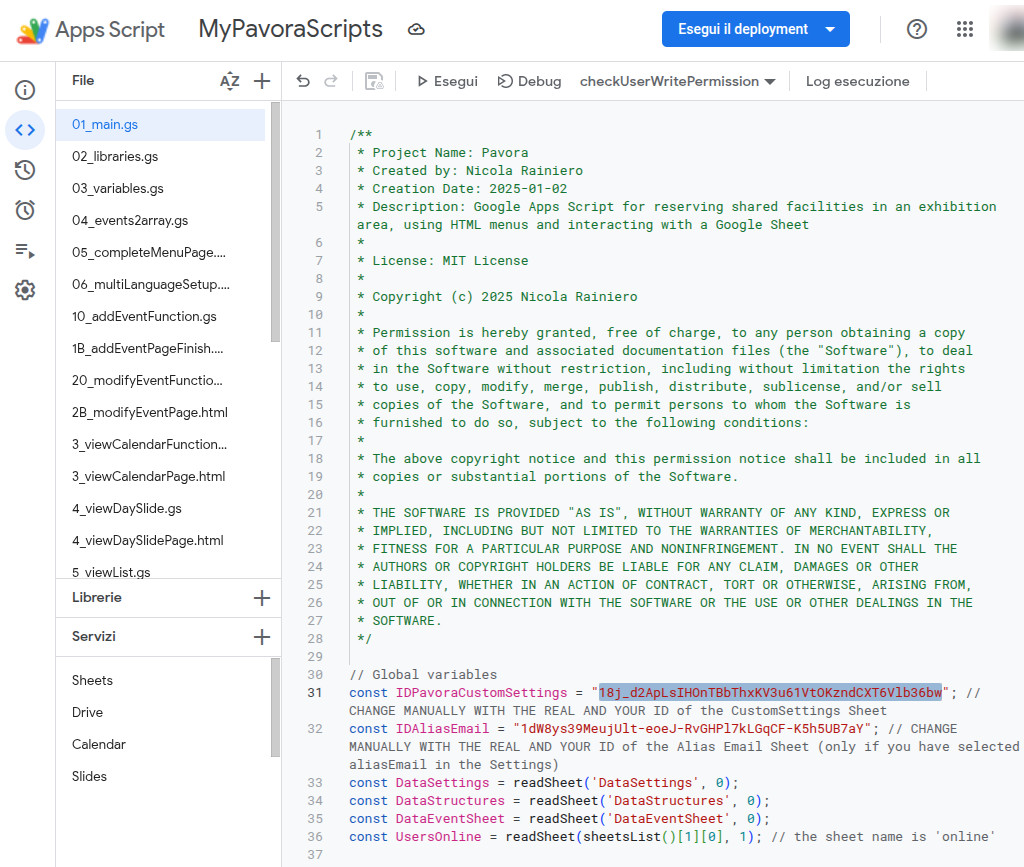 Apps Script MyPavoraScripts Esegui il deployment
File
Esegui Debug checkUserWritePermission Log esecuzione
01_main.gs
02_libraries.gs
03_variables.gs
04_events2array.gs
05_completeMenuPage....
06_multiLanguageSetup....
10_addEventFunction.gs
1B_addEventPageFinish....
20_modifyEventFunctio...
2B_modifyEventPage.html
3_viewCalendarFunction...
3_viewCalendarPage.html
4_viewDaySlide.gs
4_viewDaySlidePage.html
5_viewList.gs
Librerie
Servizi
Sheets
Drive
Calendar
Slides
1 /**
2 * Project Name: Pavora
3 * Created by: Nicola Rainiero
4 * Creation Date: 2025-01-02
5 * Description: Google Apps Script for reserving shared facilities in an exhibition
area, using HTML menus and interacting with a Google Sheet
6 *
7 * License: MIT License
8 *
9 * Copyright (c) 2025 Nicola Rainiero
10 *
11 * Permission is hereby granted, free of charge, to any person obtaining a copy
12 * of this software and associated documentation files (the "Software"), to deal
13 * in the Software without restriction, including without limitation the rights
14 * to use, copy, modify, merge, publish, distribute, sublicense, and/or sell
15 * copies of the Software, and to permit persons to whom the Software is
16 * furnished to do so, subject to the following conditions:
17 *
18 * The above copyright notice and this permission notice shall be included in all
19 * copies or substantial portions of the Software.
20 *
21 * THE SOFTWARE IS PROVIDED "AS IS", WITHOUT WARRANTY OF ANY KIND, EXPRESS OR
22 * IMPLIED, INCLUDING BUT NOT LIMITED TO THE WARRANTIES OF MERCHANTABILITY,
23 * FITNESS FOR A PARTICULAR PURPOSE AND NONINFRINGEMENT. IN NO EVENT SHALL THE
24 * AUTHORS OR COPYRIGHT HOLDERS BE LIABLE FOR ANY CLAIM, DAMAGES OR OTHER
25 * LIABILITY, WHETHER IN AN ACTION OF CONTRACT, TORT OR OTHERWISE, ARISING FROM,
26 * OUT OF OR IN CONNECTION WITH THE SOFTWARE OR THE USE OR OTHER DEALINGS IN THE
27 * SOFTWARE.
28 */
29
30 // Global variables
31 const IDPavoraCustomSettings = "18j_d2ApLsIHOnTBbThxKV3u61VtOKzndCXT6Vlb36bw"; //
CHANGE MANUALLY WITH THE REAL AND YOUR ID of the CustomSettings Sheet
32 const IDAliasEmail = "1dW8ys39MeujUlt-eoeJ-RvGHPl7kLGqCF-K5h5UB7aY"; // CHANGE
MANUALLY WITH THE REAL AND YOUR ID of the Alias Email Sheet (only if you have selected
aliasEmail in the Settings)
33 const DataSettings = readSheet('DataSettings', 0);
34 const DataStructures = readSheet('DataStructures', 0);
35 const DataEventSheet = readSheet('DataEventSheet', 0);
36 const UsersOnline = readSheet(sheetsList()[1][0], 1); // the sheet name is 'online'
37